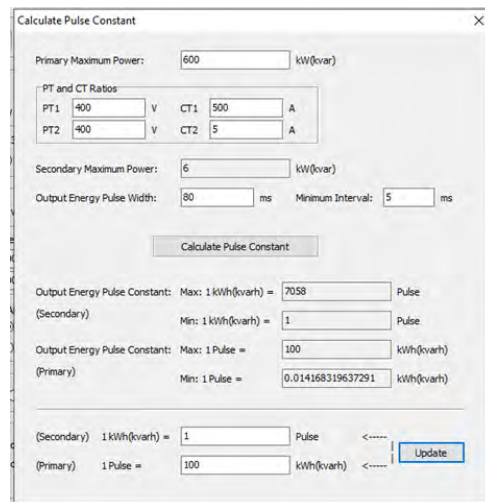 Calculate Pulse Constant
Primary Maximum Power: 600 kW(kvar)
PT and CT Ratios
PT1 400 V CT1 500 A
PT2 400 V CT2 5 A
Secondary Maximum Power: 6 kW(kvar)
Output Energy Pulse Width: 80 ms Minimum Interval: 5 ms
Calculate Pulse Constant
Output Energy Pulse Constant: Max: 1 kWh(kvarh) = 7058 Pulse
(Secondary)
Min: 1 kWh(kvarh) = 1 Pulse
Output Energy Pulse Constant: Max: 1 Pulse = 100 kWh(kvarh)
(Primary)
Min: 1 Pulse = 0.014168319637291 kWh(kvarh)
(Secondary) 1 kWh(kvarh) = 1 Pulse <-----
Update
(Primary) 1 Pulse = 100 kWh(kvarh) <-----